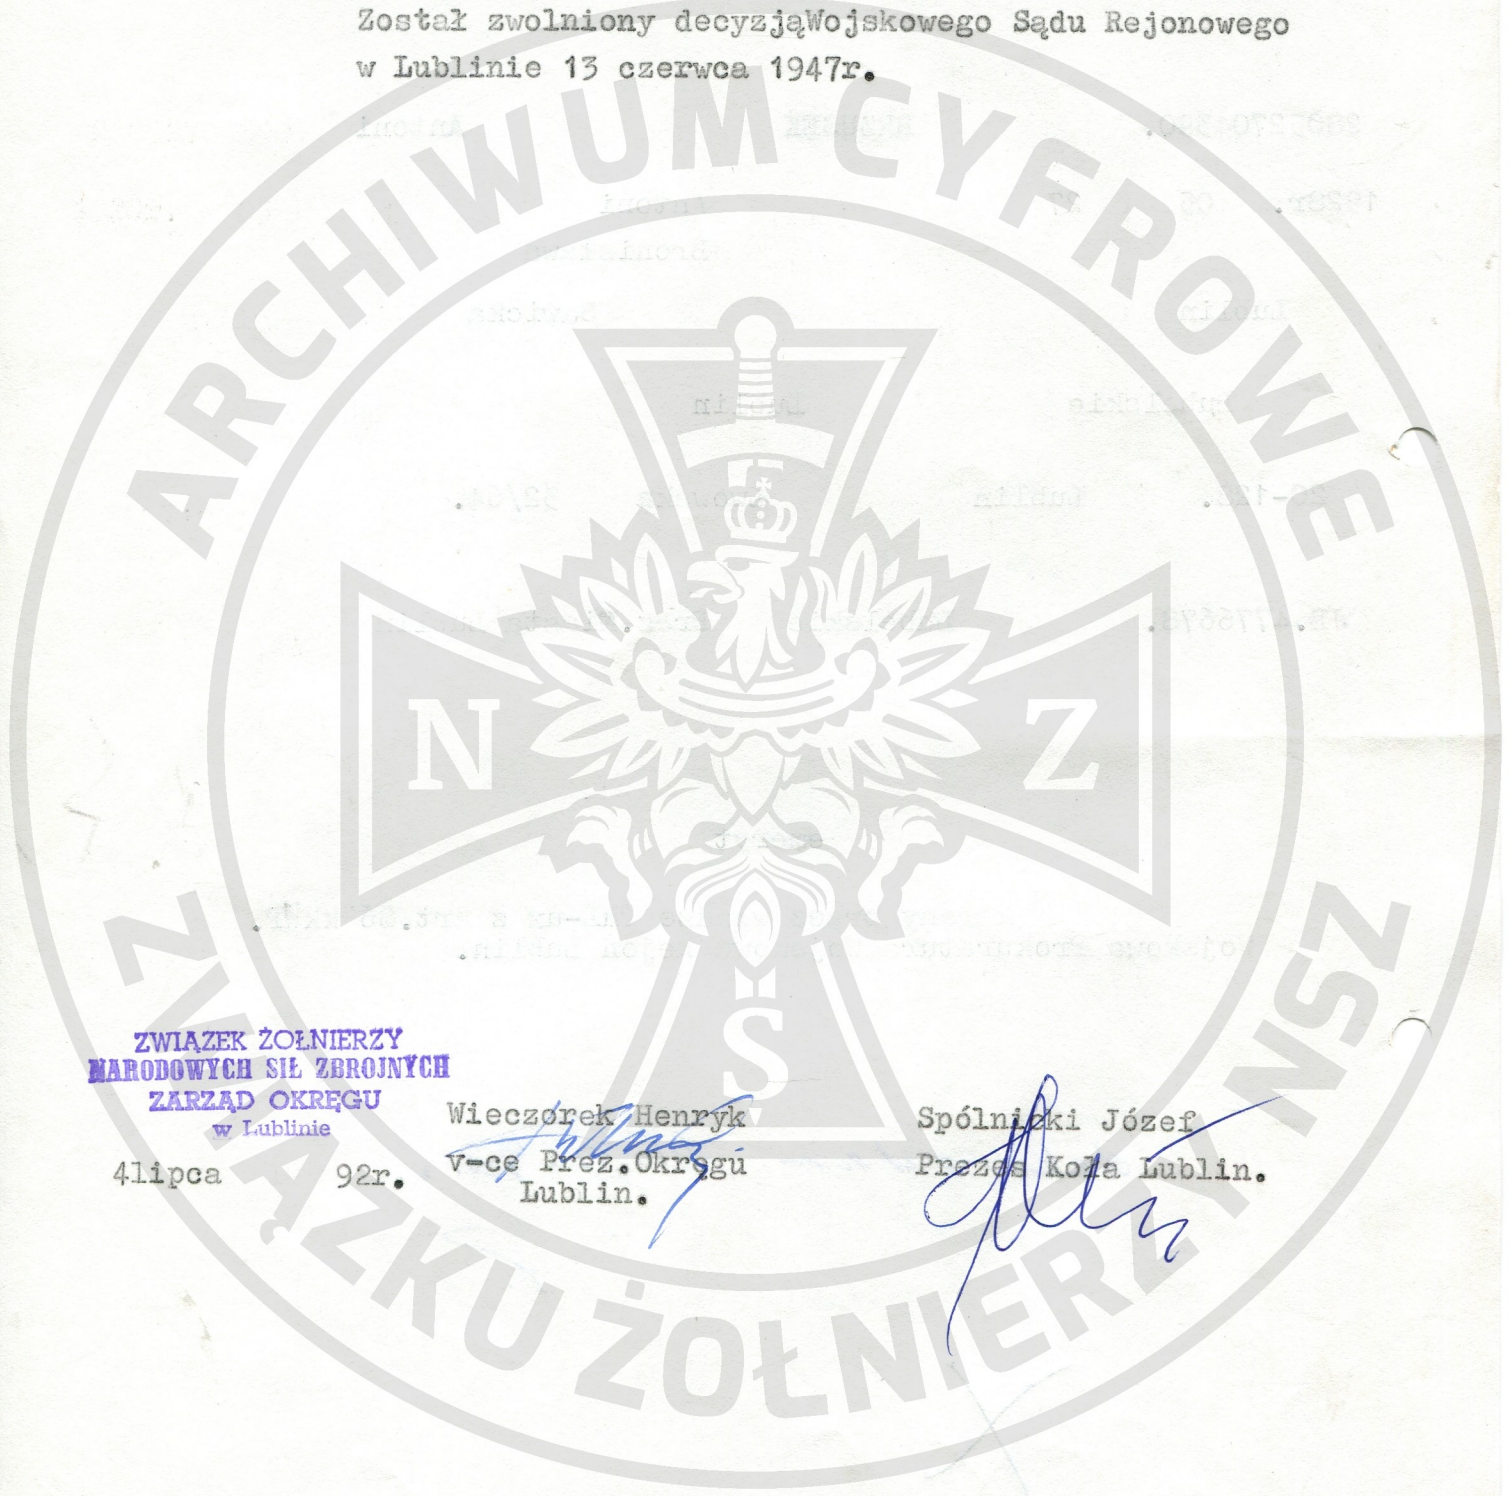 Został zwolniony decyzjąWojskowego Sądu Rejonowego
w Lublinie 13 czerwca 1947r.
ARCHIWUM CYFROWE
ZWIĄZKU ŻOŁNIERZY NSZ
N Z
S
ZWIĄZEK ŻOŁNIERZY
NARODOWYCH SIŁ ZBROJNYCH
ZARZĄD OKRĘGU
w Lublinie
4lipca 92r.
Wieczorek Henryk
v-ce Prez.Okręgu
Lublin.
Spólnicki Józef
Prezes Koła Lublin.